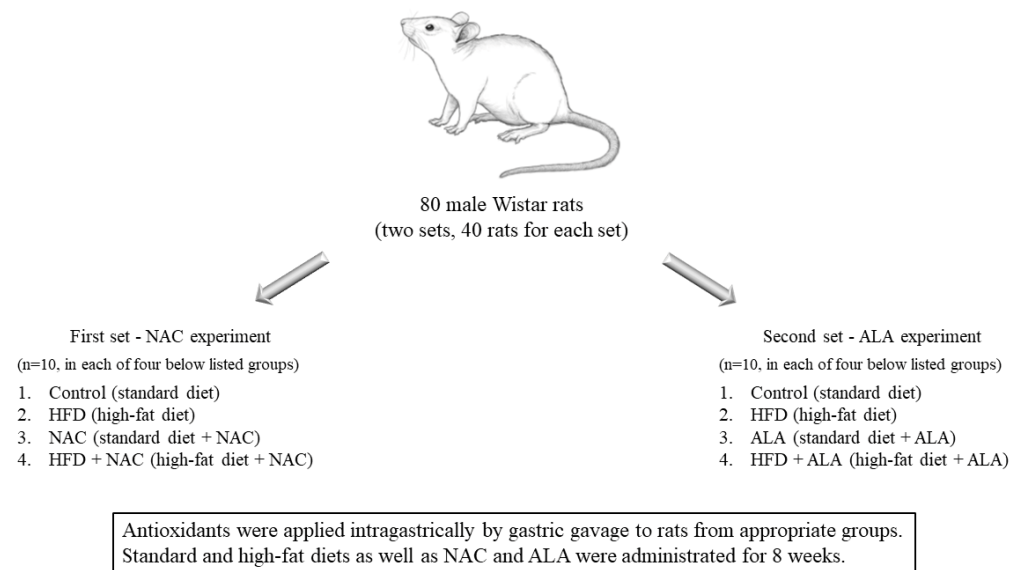 80 male Wistar rats
(two sets, 40 rats for each set)
First set - NAC experiment
(n=10, in each of four below listed groups)
1. Control (standard diet)
2. HFD (high-fat diet)
3. NAC (standard diet + NAC)
4. HFD + NAC (high-fat diet + NAC)
Second set - ALA experiment
(n=10, in each of four below listed groups)
1. Control (standard diet)
2. HFD (high-fat diet)
3. ALA (standard diet + ALA)
4. HFD + ALA (high-fat diet + ALA)
Antioxidants were applied intragastrically by gastric gavage to rats from appropriate groups.
Standard and high-fat diets as well as NAC and ALA were administrated for 8 weeks.